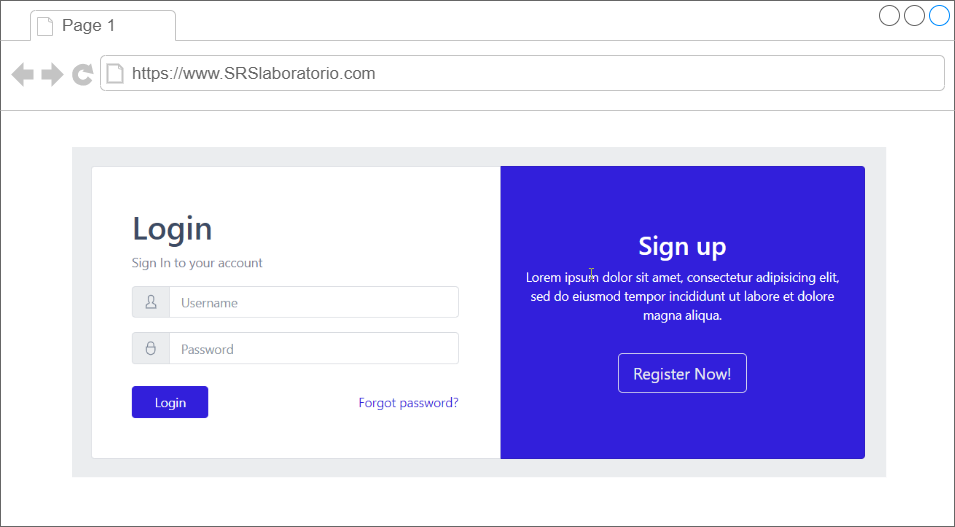 Page 1
https://www.SRSlaboratorio.com
Login
Sign In to your account
Username
Password
Login
Forgot password?
Sign up
Lorem ipsum dolor sit amet, consectetur adipisicing elit,
sed do eiusmod tempor incididunt ut labore et dolore
magna aliqua.
Register Now!